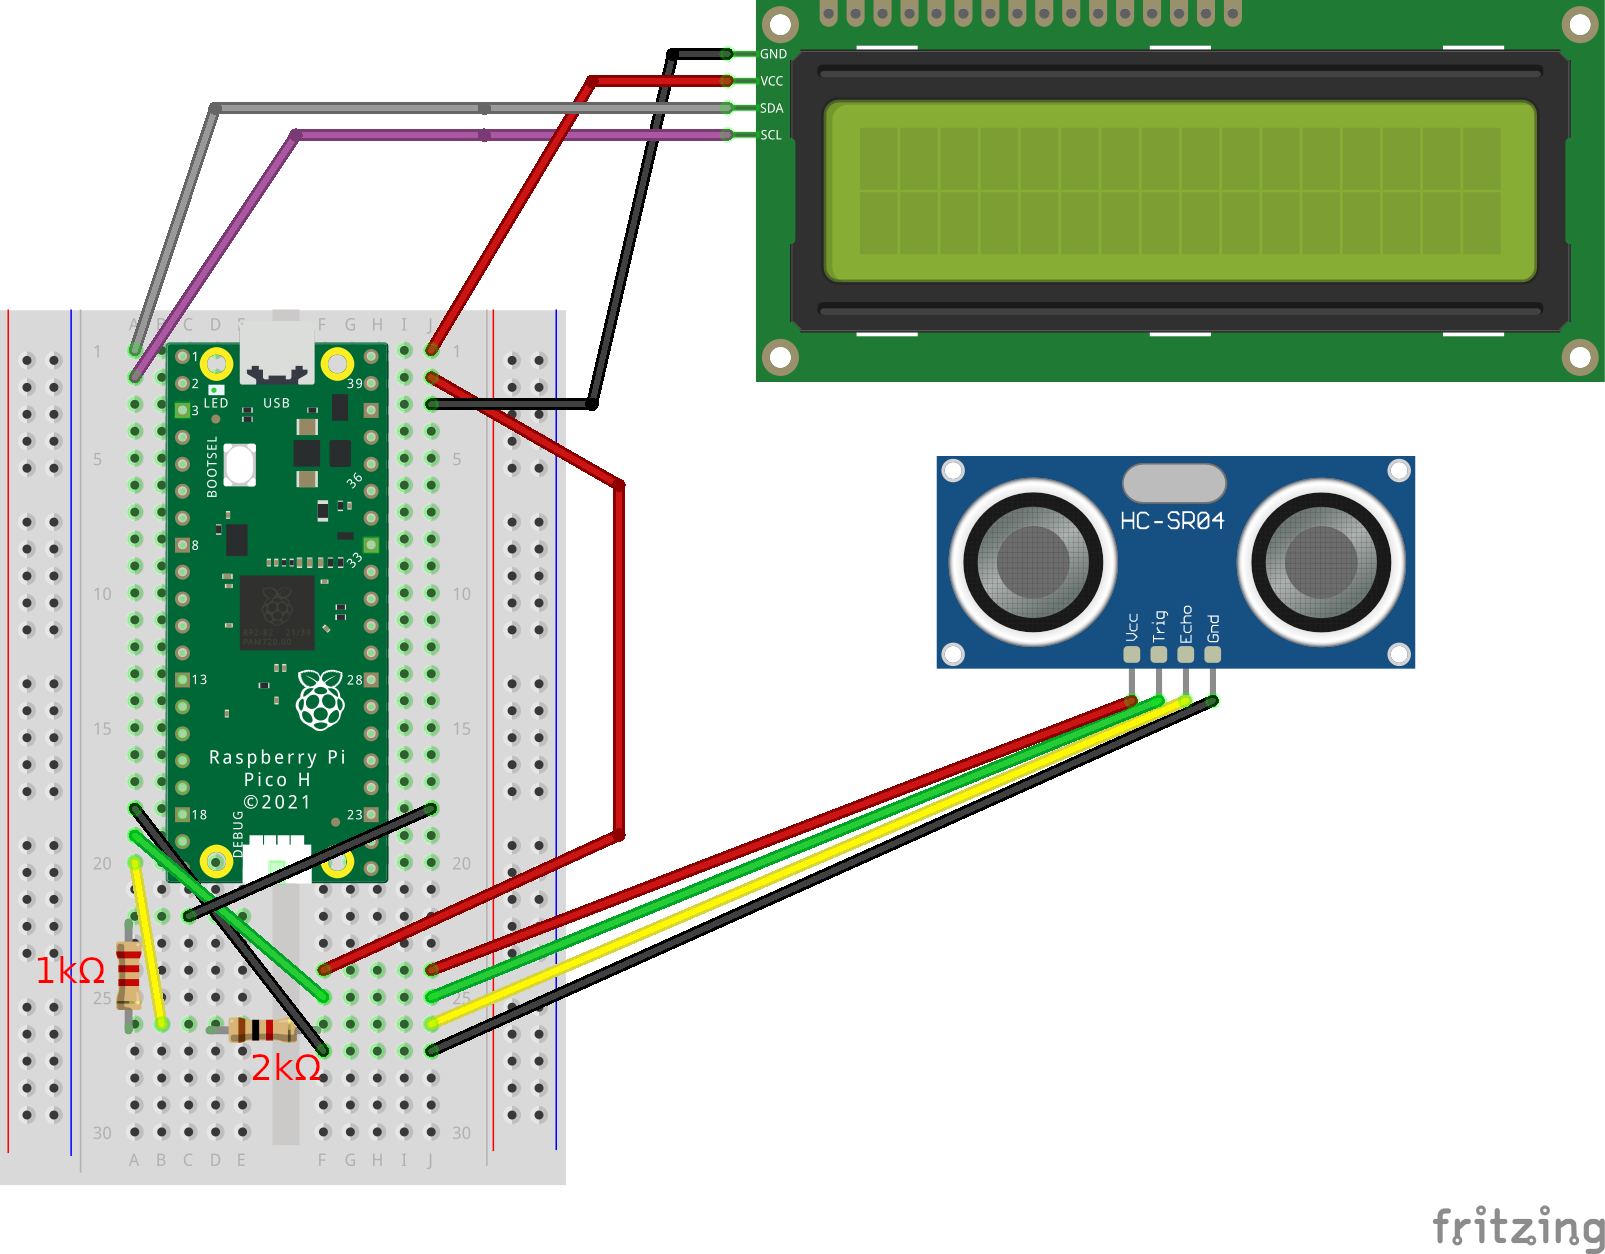 GND
VCC
SDA
SCL
A B C D E F G H I J
1 1
1
2 39
3
LED USB
BOOTSEL
5 5
36
8
33
10 10
13 28
15 15
Raspberry Pi
Pico H
©2021
18 23
DEBUG
20 20
HC-SR04
Vcc
Trig
Echo
Gnd
1kΩ
25 25
2kΩ
30 30
A B C D E F G H I J
fritzing